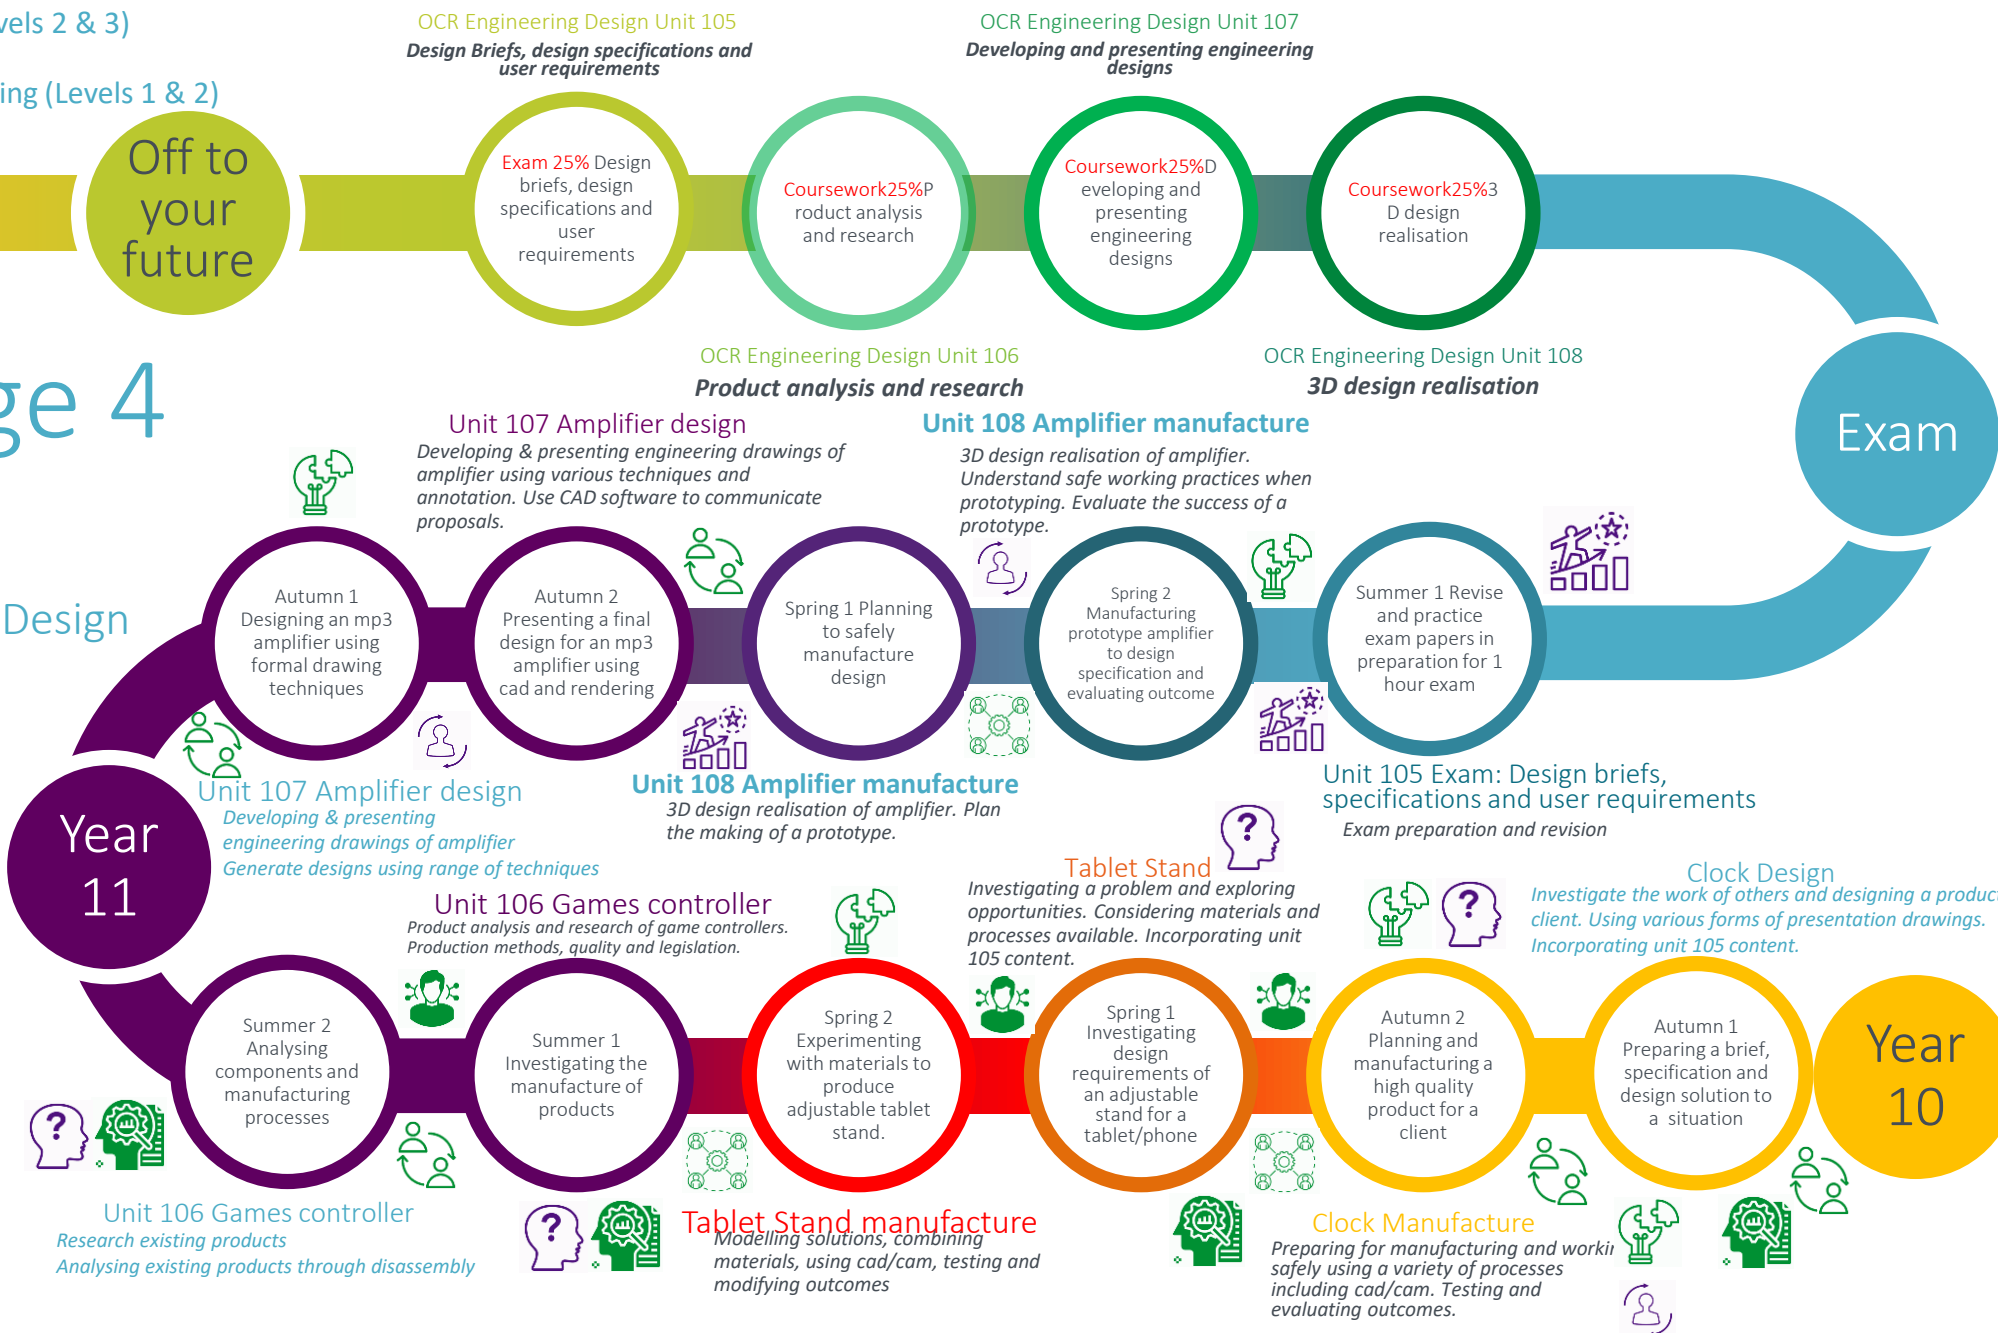 vels 2 & 3)
ing (Levels 1 & 2)
OCR Engineering Design Unit 105
Design Briefs, design specifications and
user requirements
OCR Engineering Design Unit 107
Developing and presenting engineering
designs
Off to
your
future
Exam 25% Design
briefs, design
specifications and
user
requirements
Coursework25%P
roduct analysis
and research
Coursework25%D
eveloping and
presenting
engineering
designs
Coursework25%3
D design
realisation
OCR Engineering Design Unit 106
Product analysis and research
OCR Engineering Design Unit 108
3D design realisation
ge 4
Exam
Unit 107 Amplifier design
Developing & presenting engineering drawings of
amplifier using various techniques and
annotation. Use CAD software to communicate
proposals.
Unit 108 Amplifier manufacture
3D design realisation of amplifier.
Understand safe working practices when
prototyping. Evaluate the success of a
prototype.
Design
Autumn 1
Designing an mp3
amplifier using
formal drawing
techniques
Autumn 2
Presenting a final
design for an mp3
amplifier using
cad and rendering
Spring 1 Planning
to safely
manufacture
design
Spring 2
Manufacturing
prototype amplifier
to design
specification and
evaluating outcome
Summer 1 Revise
and practice
exam papers in
preparation for 1
hour exam
Unit 107 Amplifier design
Developing & presenting
engineering drawings of amplifier
Generate designs using range of techniques
Unit 108 Amplifier manufacture
3D design realisation of amplifier. Plan
the making of a prototype.
Unit 105 Exam: Design briefs,
specifications and user requirements
Exam preparation and revision
Year
11
Unit 106 Games controller
Product analysis and research of game controllers.
Production methods, quality and legislation.
Tablet Stand
Investigating a problem and exploring
opportunities. Considering materials and
processes available. Incorporating unit
105 content.
Clock Design
Investigate the work of others and designing a product
client. Using various forms of presentation drawings.
Incorporating unit 105 content.
Summer 2
Analysing
components and
manufacturing
processes
Summer 1
Investigating the
manufacture of
products
Spring 2
Experimenting
with materials to
produce
adjustable tablet
stand.
Spring 1
Investigating
design
requirements of
an adjustable
stand for a
tablet/phone
Autumn 2
Planning and
manufacturing a
high quality
product for a
client
Autumn 1
Preparing a brief,
specification and
design solution to
a situation
Year
10
Unit 106 Games controller
Research existing products
Analysing existing products through disassembly
Tablet Stand manufacture
Modelling solutions, combining
materials, using cad/cam, testing and
modifying outcomes
Clock Manufacture
Preparing for manufacturing and workin
safely using a variety of processes
including cad/cam. Testing and
evaluating outcomes.